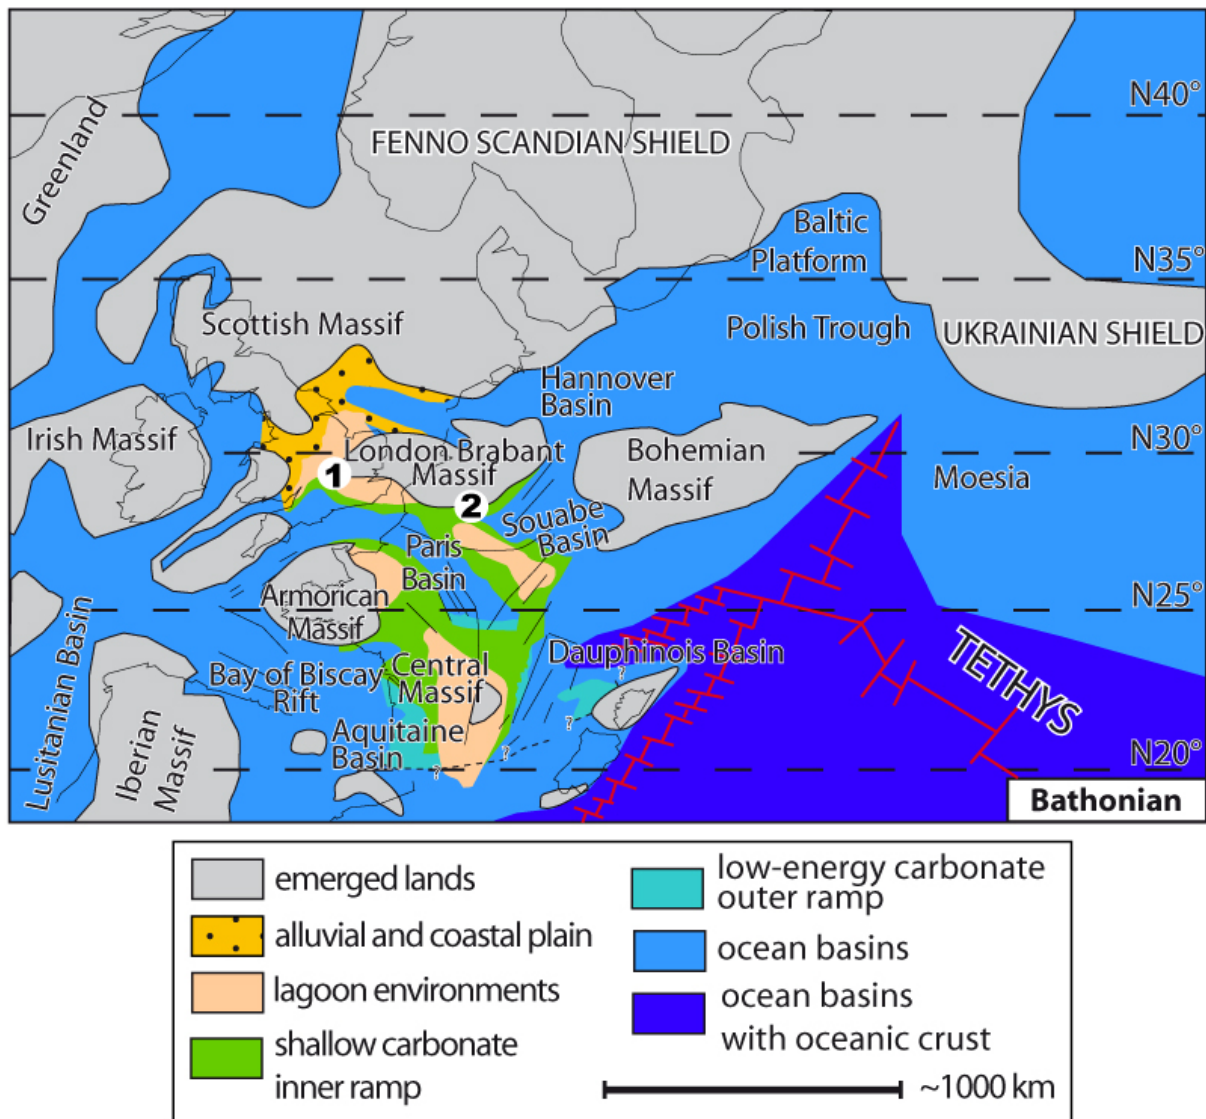 N40°
Greenland
FENNO SCANDIAN SHIELD
Baltic
Platform
N35°
Scottish Massif
Polish Trough
UKRAINIAN SHIELD
Hannover
Basin
Irish Massif
London Brabant
Massif
Bohemian
Massif
N30°
Moesia
1
2
Souabe
Basin
Paris
Basin
Armorican
Massif
N25°
Lusitanian Basin
Bay of Biscay
Rift
Central
Massif
Dauphinois Basin
?
TETHYS
Iberian
Massif
Aquitaine
Basin
?
?
?
N20°
Bathonian
emerged lands
alluvial and coastal plain
lagoon environments
shallow carbonate
inner ramp
low-energy carbonate
outer ramp
ocean basins
ocean basins
with oceanic crust
~1000 km